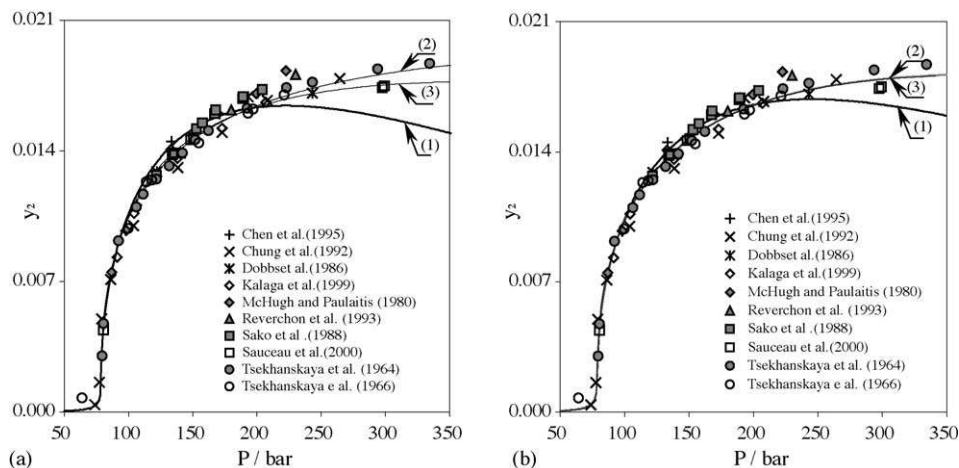 0.021
(2)
(3)
0.014
(1)
y2
Chen et al.(1995)
Chung et al.(1992)
Dobbset al.(1986)
Kalaga et al.(1999)
0.007
McHugh and Paulaitis (1980)
Reverchon et al. (1993)
Sako et al .(1988)
Sauceau et al.(2000)
Tsekhanskaya et al.(1964)
Tsekhanskaya e al.(1966)
0.000
50 100 150 200 250 300 350
(a) P / bar
0.021
(2)
(3)
0.014
(1)
y2
Chen et al.(1995)
Chung et al.(1992)
Dobbset al.(1986)
0.007
Kalaga et al.(1999)
McHugh and Paulaitis (1980)
Reverchon et al.(1993)
Sako et al.(1988)
Sauceau et al.(2000)
Tsekhanskaya et al.(1964)
Tsekhanskaya e al.(1966)
0.000
50 100 150 200 250 300 350
(b) P / bar